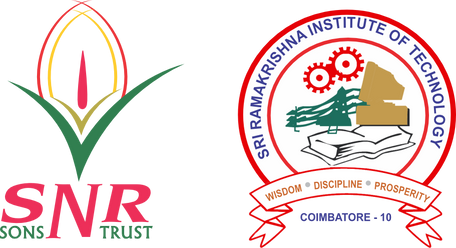 SNR
SONS TRUST
SRI RAMAKRISHNA INSTITUTE OF TECHNOLOGY
WISDOM • DISCIPLINE • PROSPERITY
COIMBATORE - 10